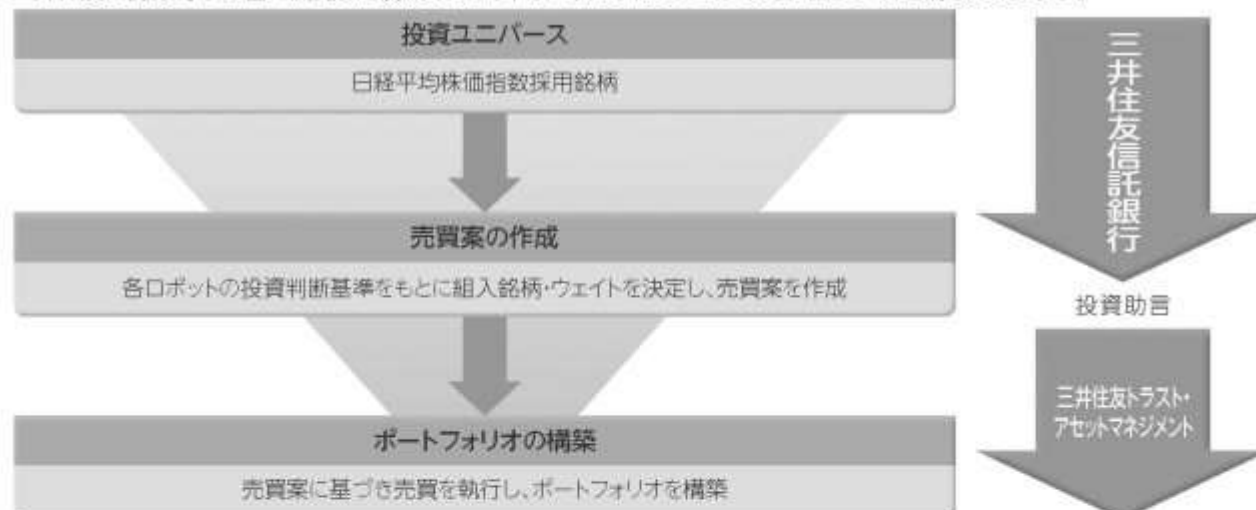 投資ユニバース
日経平均株価指数採用銘柄
売買案の作成
各ロボットの投資判断基準をもとに組入銘柄・ウェイトを決定し、売買案を作成
ポートフォリオの構築
売買案に基づき売買を執行し、ポートフォリオを構築
三井住友信託銀行
投資助言
三井住友トラスト・
アセットマネジメント